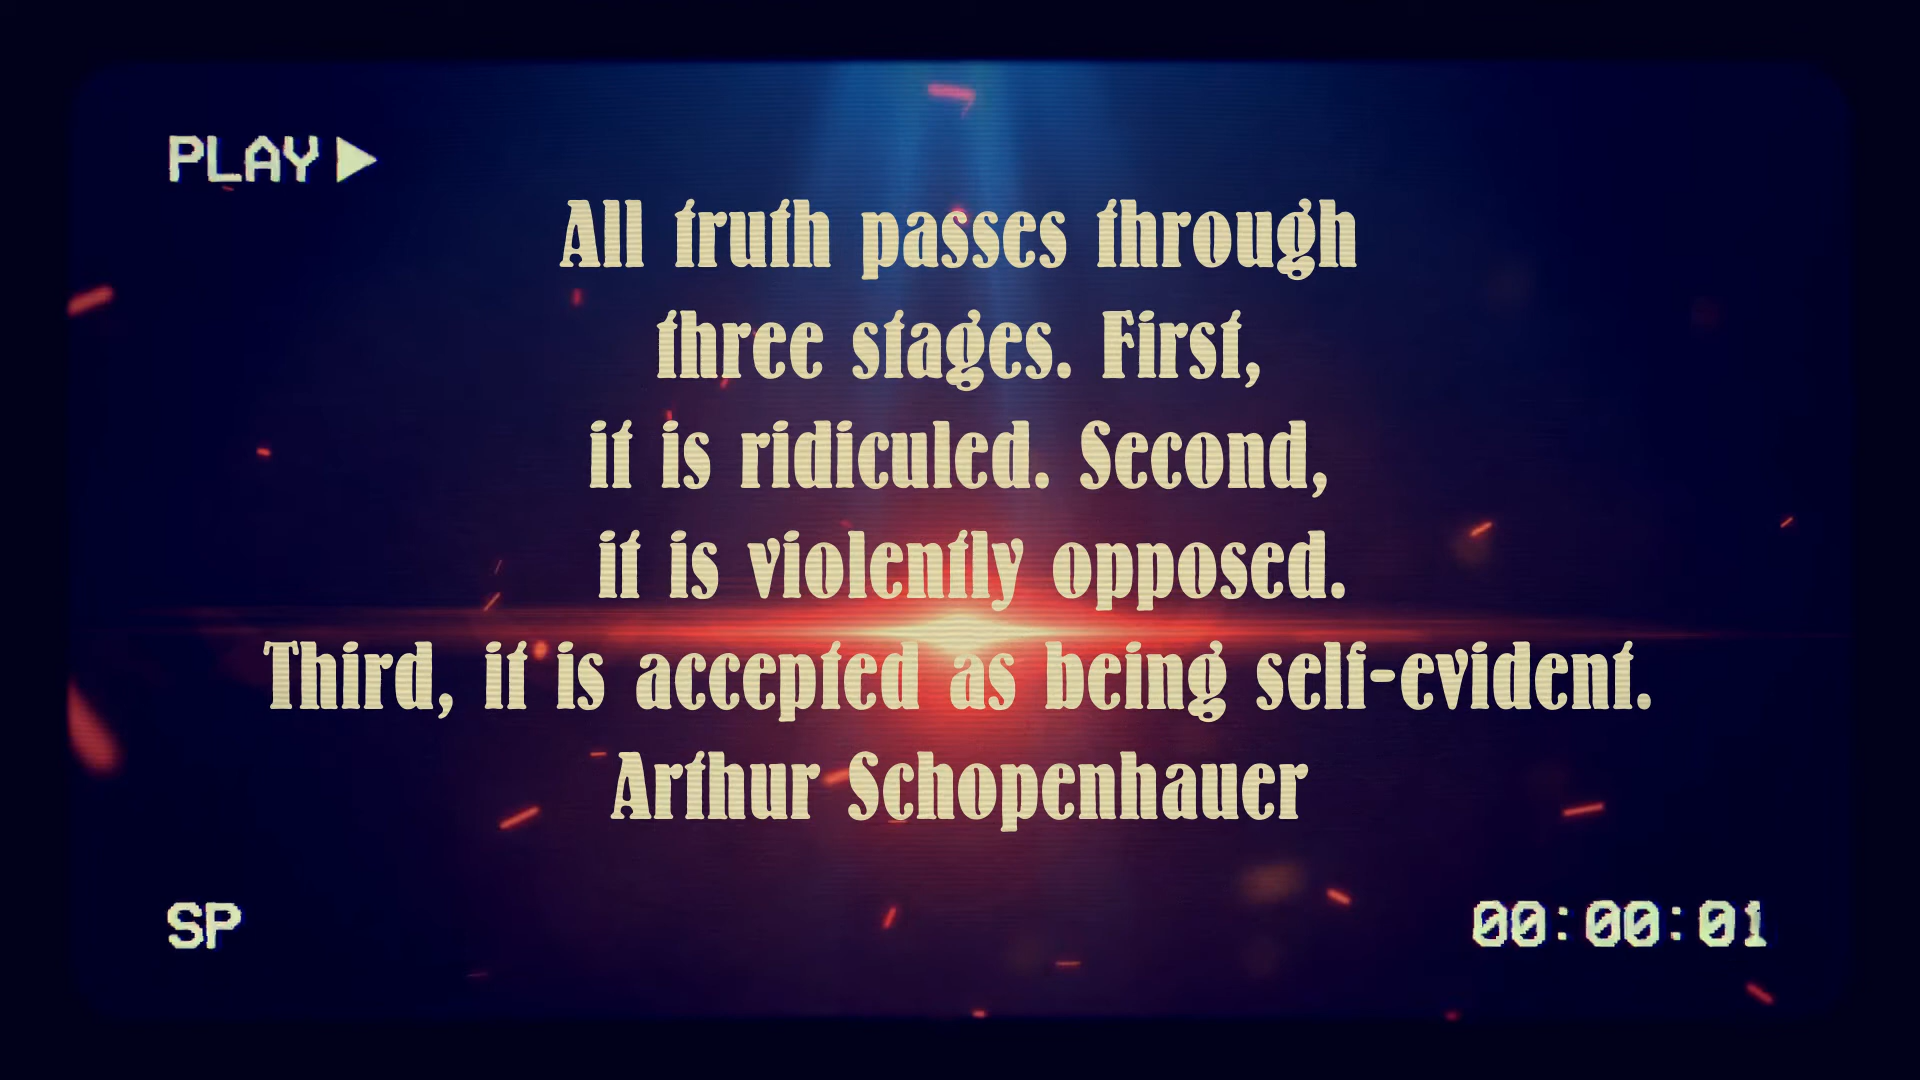 PLAY
All truth passes through
three stages. First,
it is ridiculed. Second,
it is violently opposed.
Third, it is accepted as being self-evident.
Arthur Schopenhauer
SP
00:00:01